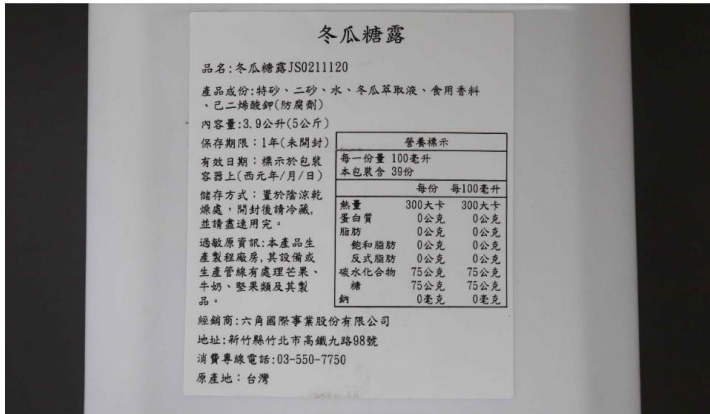 冬瓜糖露
品名:冬瓜糖露JS0211120
產品成份:特砂、二砂、水、冬瓜萃取液、食用香料
、己二烯酸鉀(防腐劑)
內容量:3.9公升(5公斤)
保存期限:1年(未開封)
有效日期:標示於包裝
容器上(西元年/月/日)
儲存方式:置於陰涼乾
燥處,開封後請冷藏,
並請盡速用完。
過敏原資訊:本產品生
產製程廠房,其設備或
生產管線有處理芒果、
牛奶、堅果類及其製
品。
營養標示
每一份量 100毫升
本包裝含 39份
每份 每100毫升
熱量 300大卡 300大卡
蛋白質 0公克 0公克
脂肪 0公克 0公克
飽和脂肪 0公克 0公克
反式脂肪 0公克 0公克
碳水化合物 75公克 75公克
糖 75公克 75公克
鈉 0毫克 0毫克
經銷商:六角國際事業股份有限公司
地址:新竹縣竹北市高鐵九路98號
消費專線電話:03-550-7750
原產地:台灣